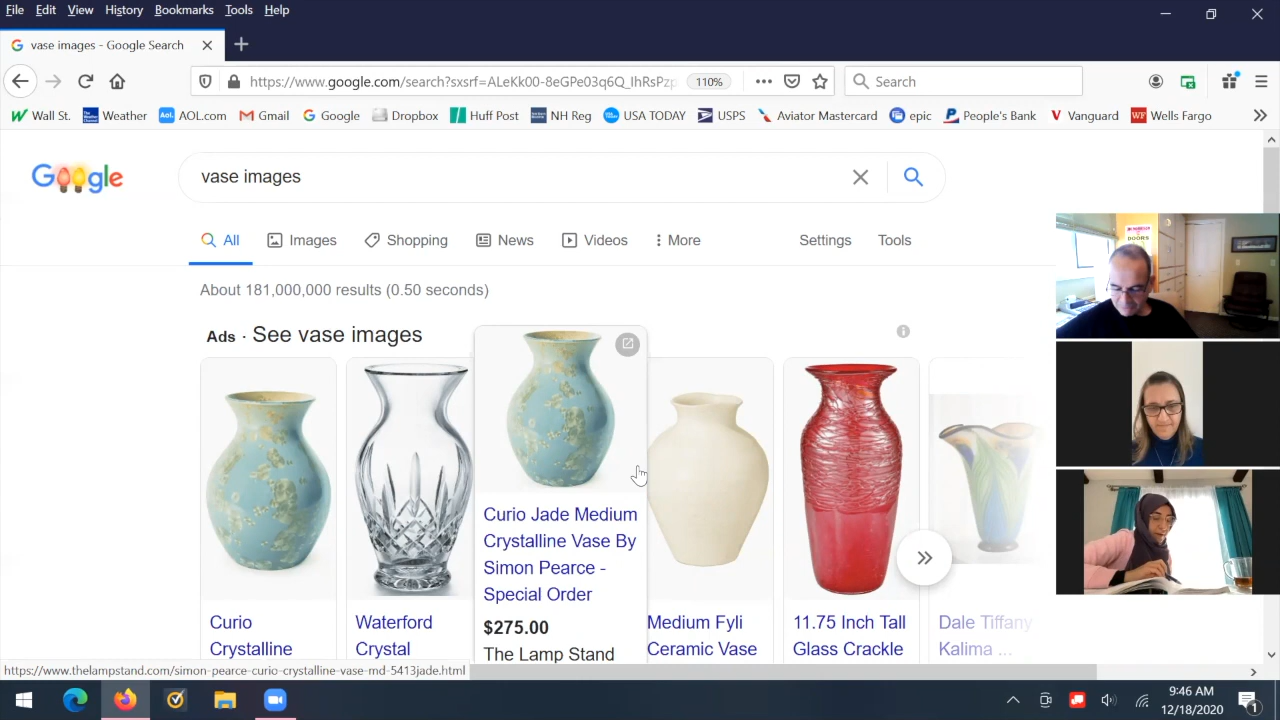 File Edit View History Bookmarks Tools Help
vase images - Google Search
https://www.google.com/search?sxsrf=ALeKk00-8eGPe03q6Q_IhRsPzp
110%
Search
Wall St. Weather AOL.com Gmail Google Dropbox Huff Post NH Reg USA TODAY USPS Aviator Mastercard epic People's Bank Vanguard Wells Fargo
Google
vase images
All Images Shopping News Videos More Settings Tools
About 181,000,000 results (0.50 seconds)
Ads · See vase images
Curio Jade Medium
Crystalline Vase By
Simon Pearce -
Special Order
$275.00
The Lamp Stand
Curio
Crystalline
Waterford
Crystal
Medium Fyli
Ceramic Vase
11.75 Inch Tall
Glass Crackle
Dale Tiffany
Kalima ...
DOORS
https://www.thelampstand.com/simon-pearce-curio-crystalline-vase-md-5413jade.html
9:46 AM
12/18/2020
1